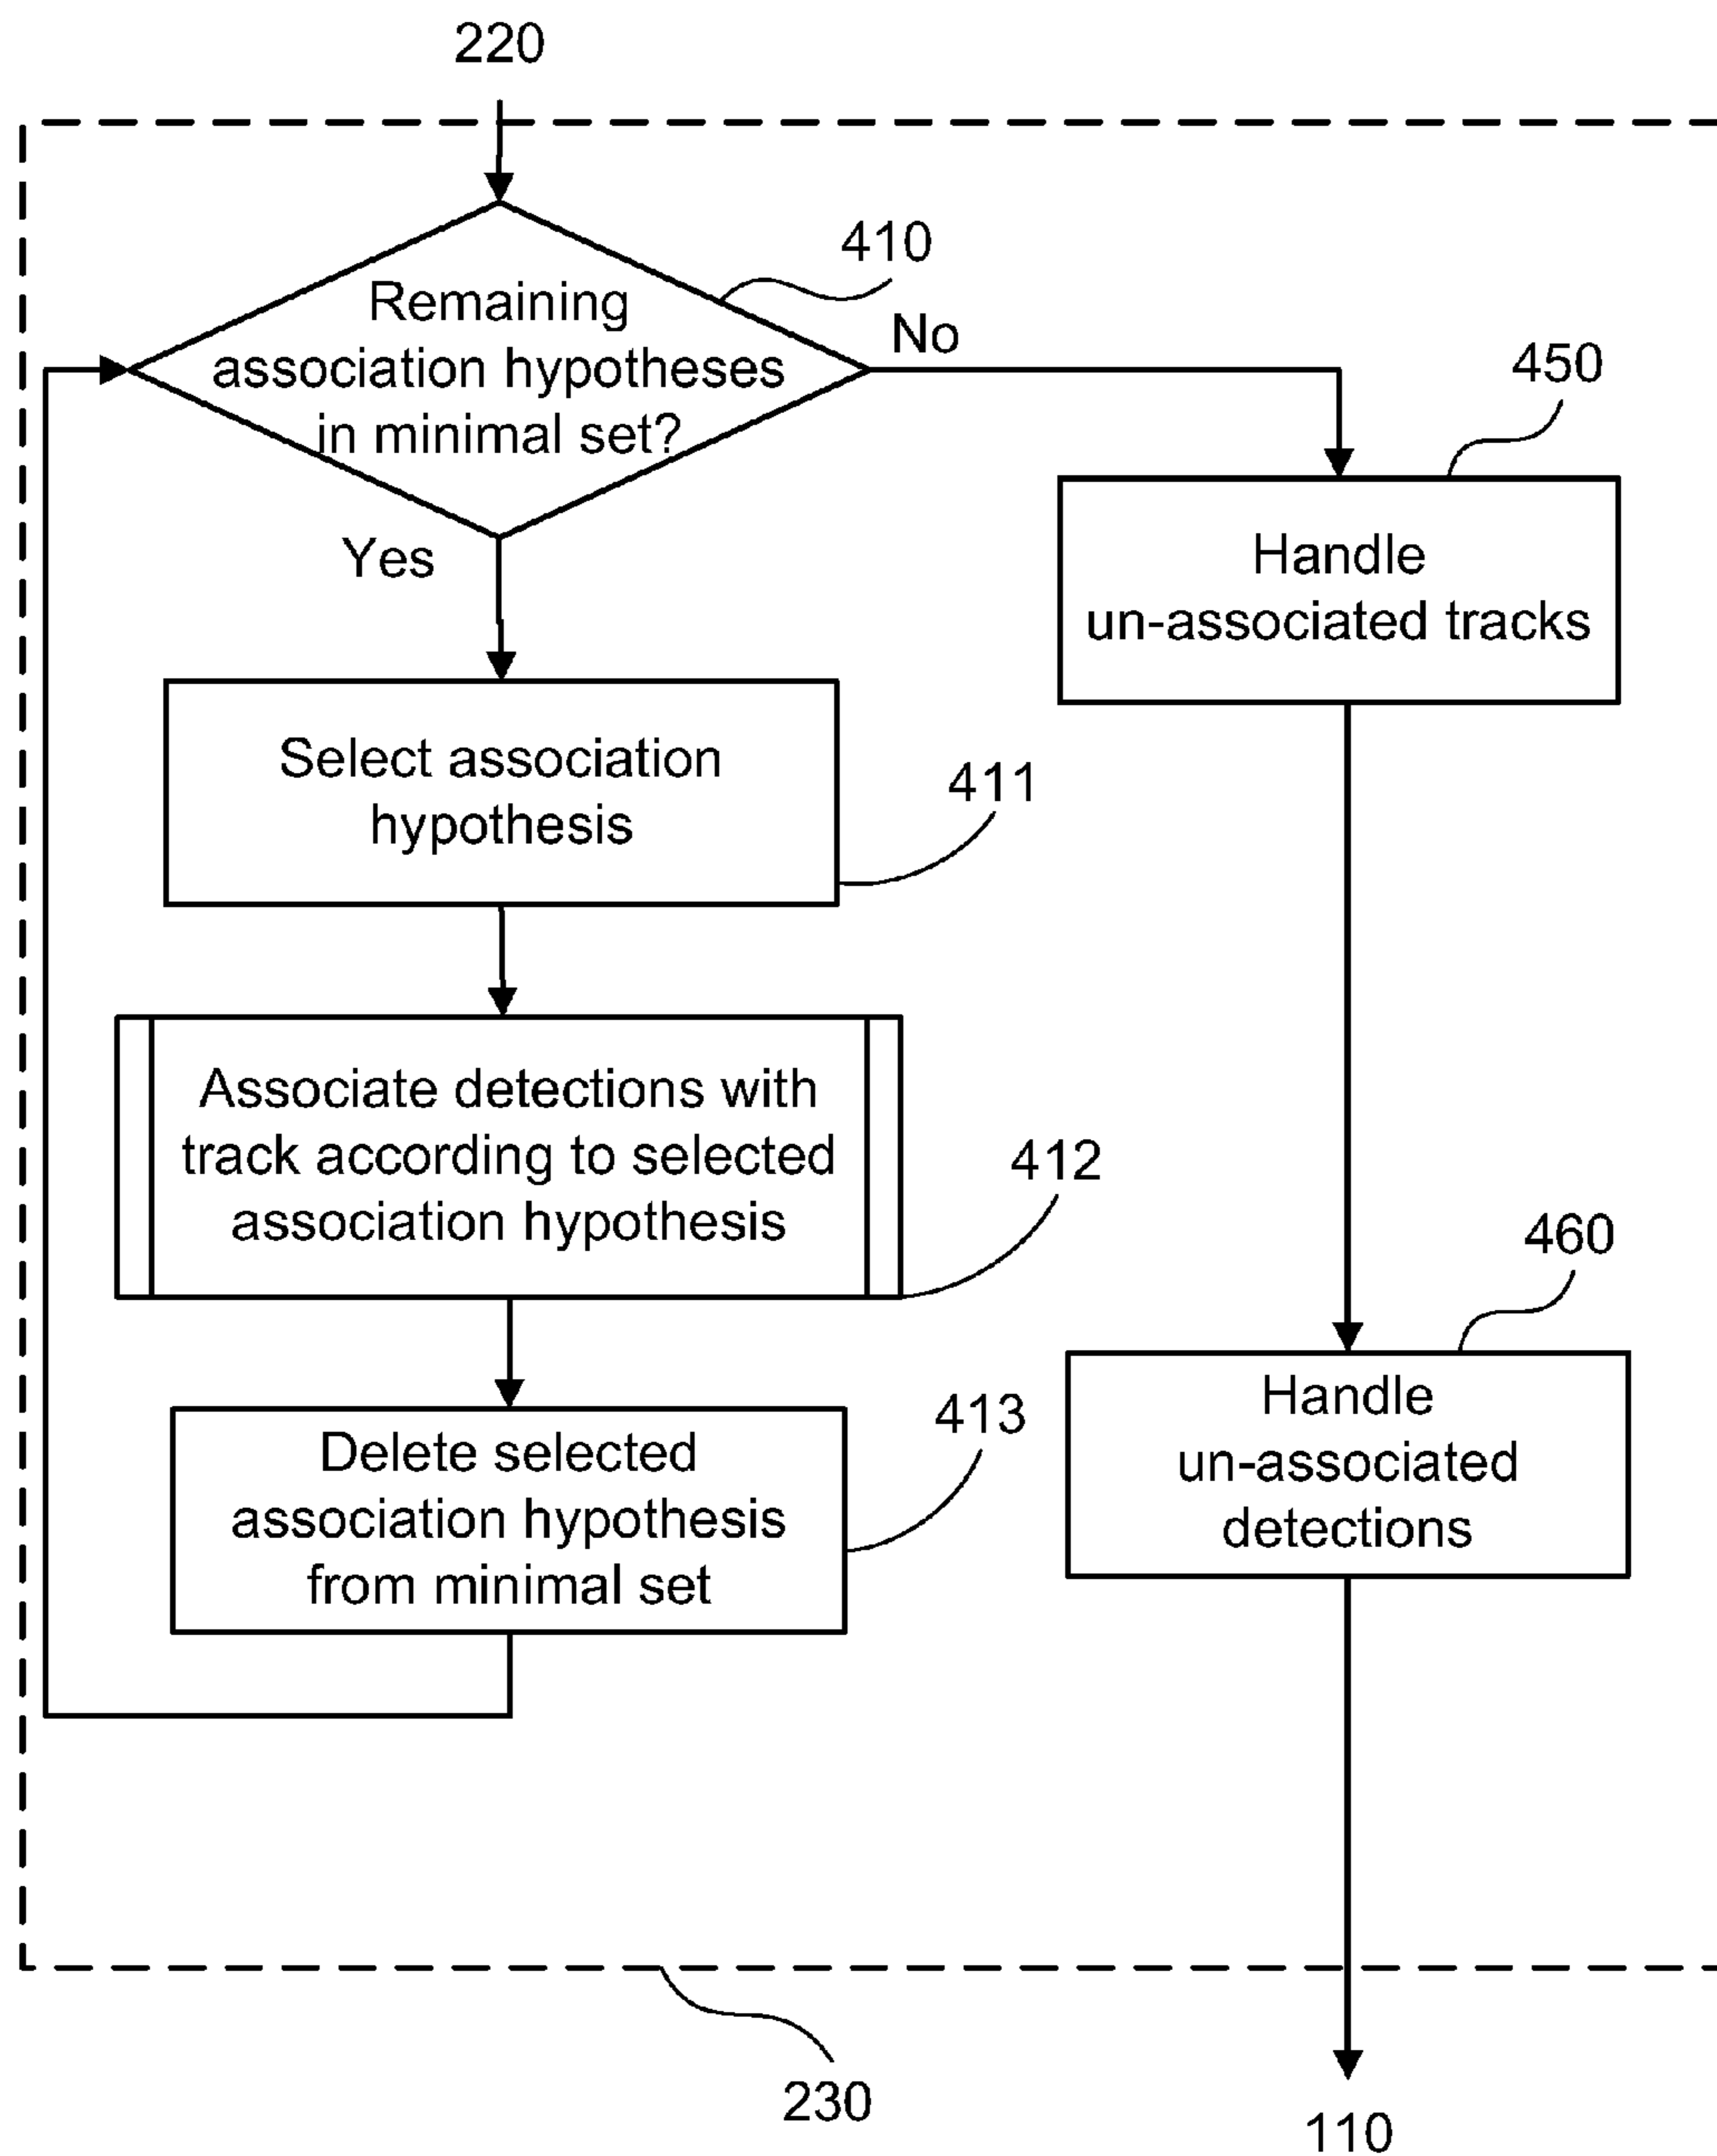 220
410
Remaining
association hypotheses
in minimal set?
No
Yes
450
Handle
un-associated tracks
Select association
hypothesis
411
Associate detections with
track according to selected
association hypothesis
412
460
Handle
un-associated
detections
Delete selected
association hypothesis
from minimal set
413
230
110